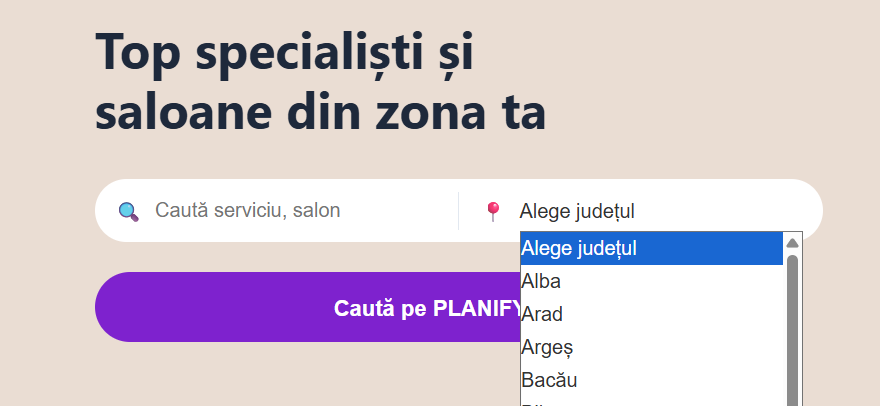 Top specialiști și
saloane din zona ta
Caută serviciu, salon
Alege județul
Alege județul
Alba
Arad
Argeș
Bacău
Caută pe PLANIFY